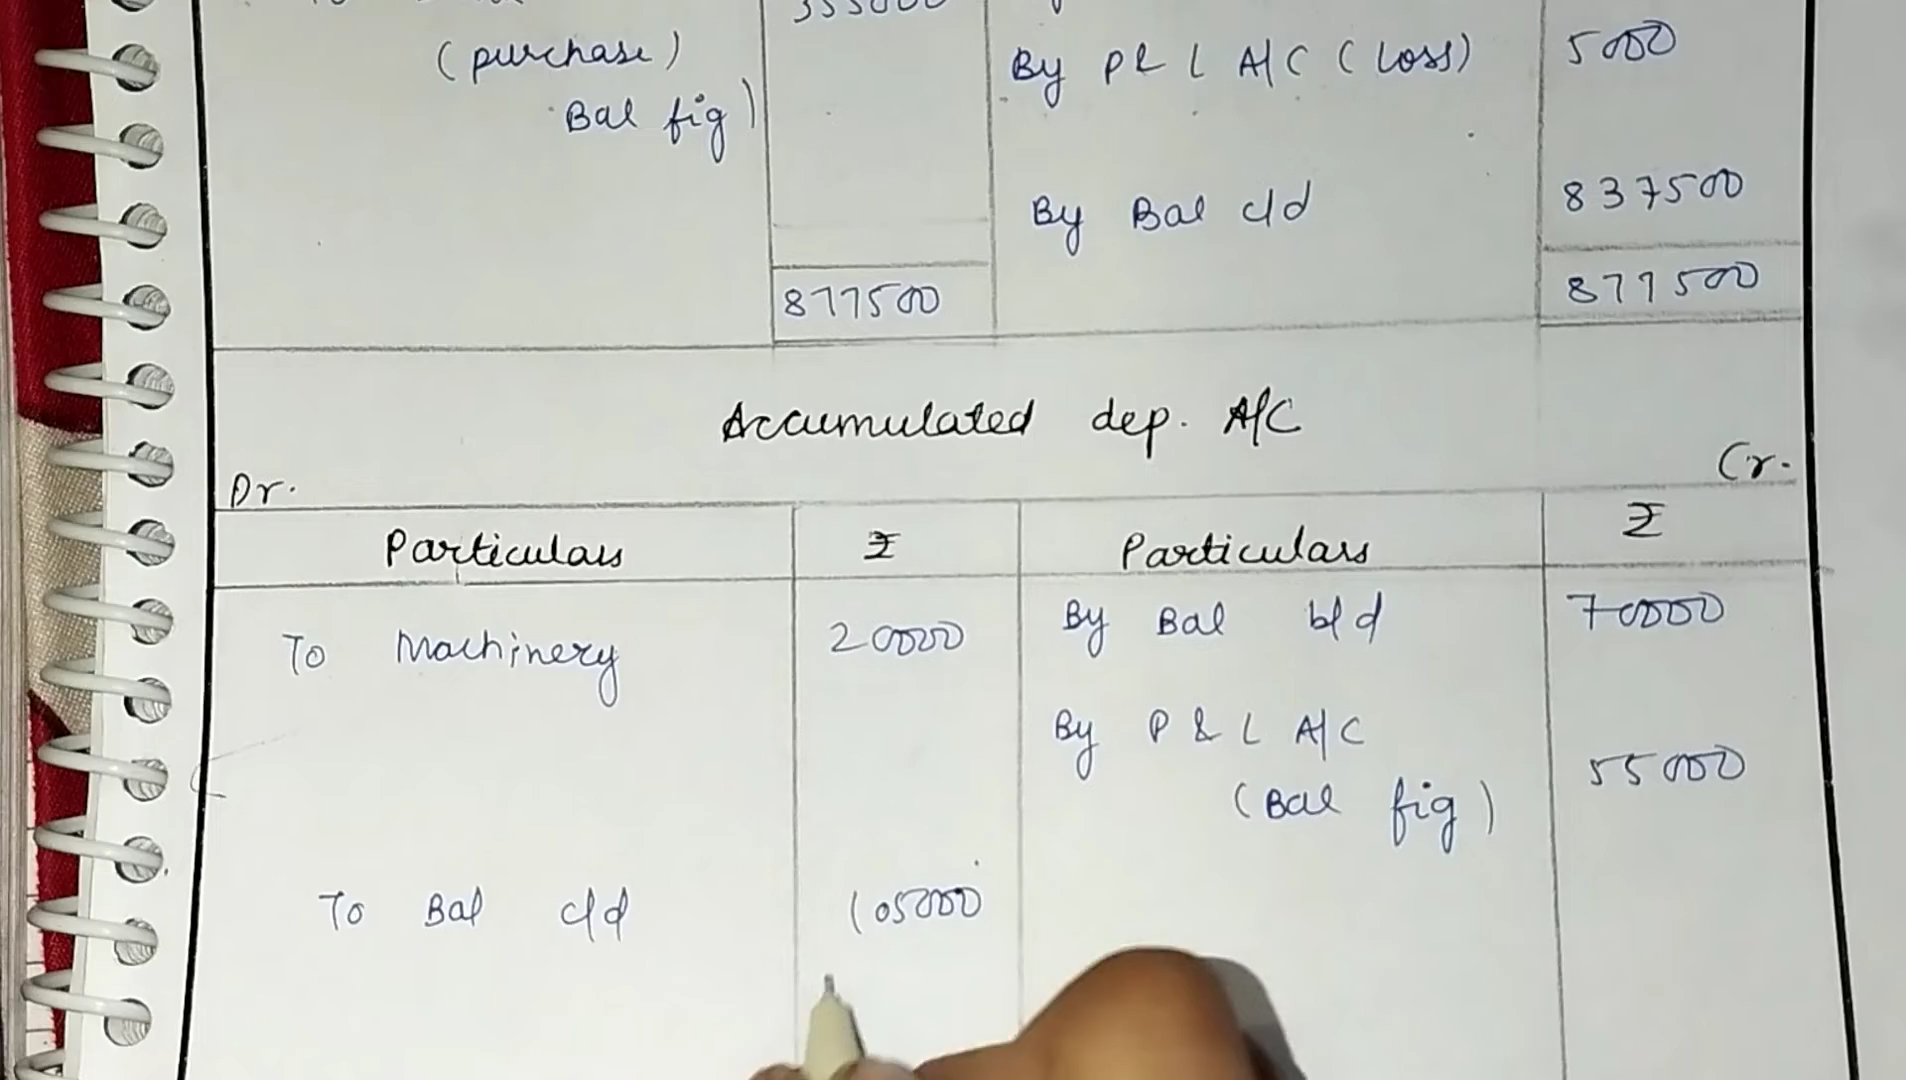 355000
(purchase)
Bal fig)
By P & L A/C (Loss) 5000
By Bal c/d 837500
877500 877500
Accumulated dep. A/C
Dr. Cr.
Particulars ₹ Particulars ₹
To Machinery 20000 By Bal b/d 70000
By P & L A/C
(Bal fig) 55000
To Bal c/d 105000